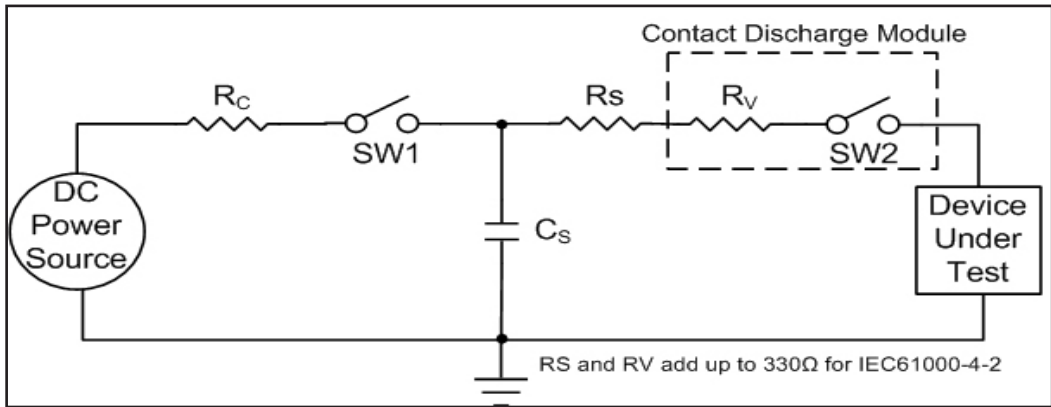 Contact Discharge Module
RC
SW1
Rs
RV
SW2
DC
Power
Source
CS
Device
Under
Test
RS and RV add up to 330Ω for IEC61000-4-2